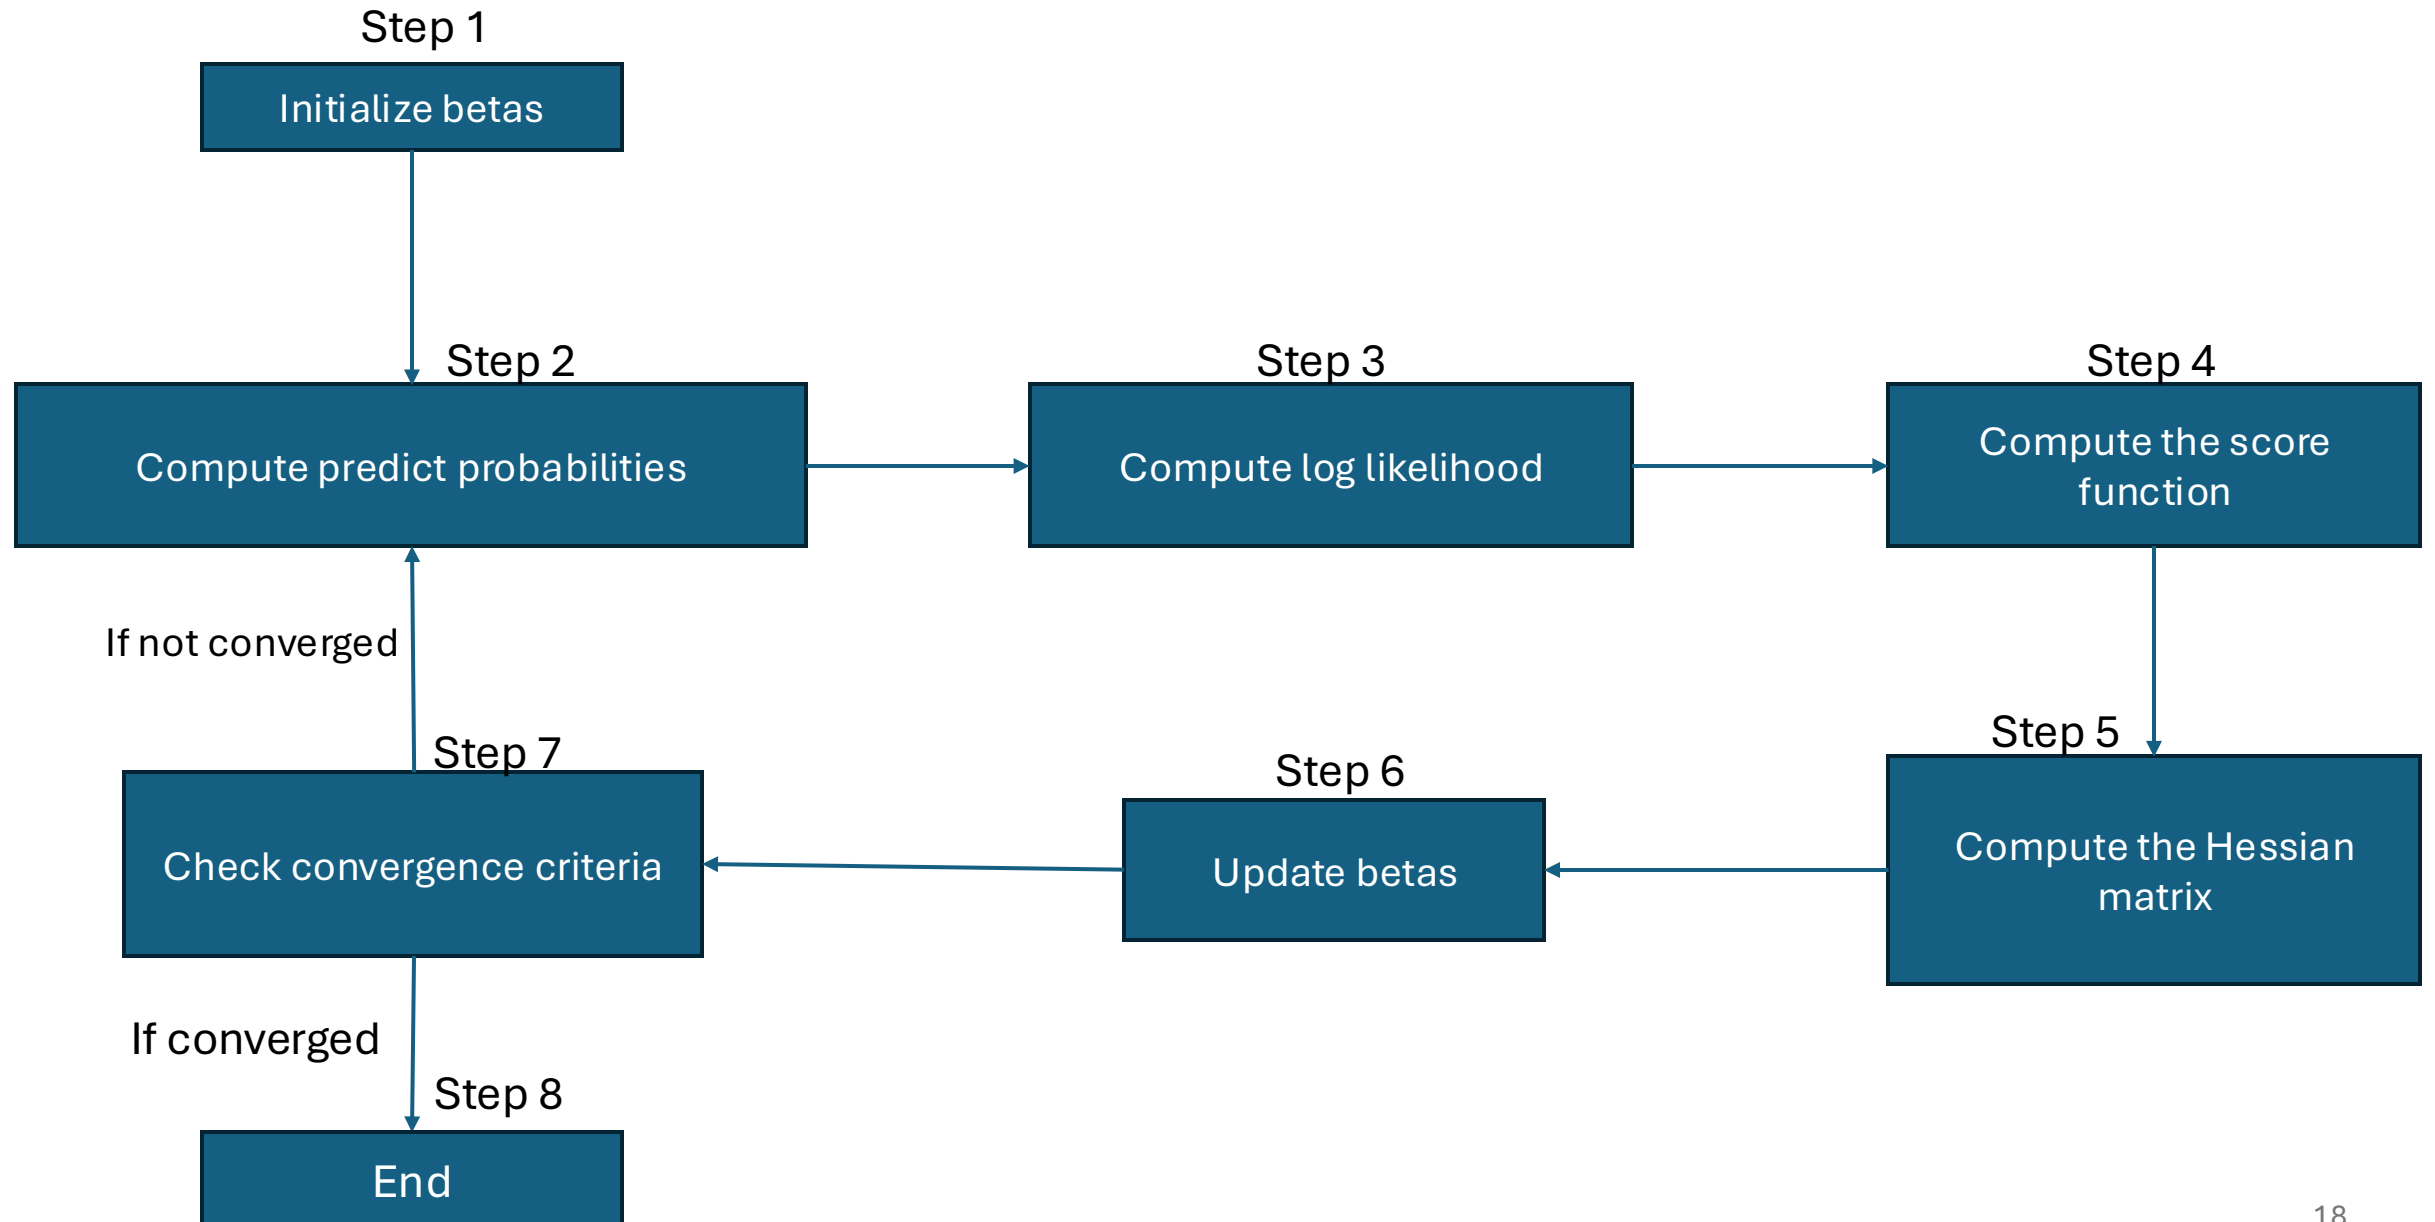 Step 1
Initialize betas
Step 2
Compute predict probabilities
Step 3
Compute log likelihood
Step 4
Compute the score
function
If not converged
Step 5
Compute the Hessian
matrix
Step 6
Update betas
Step 7
Check convergence criteria
If converged
Step 8
End
18